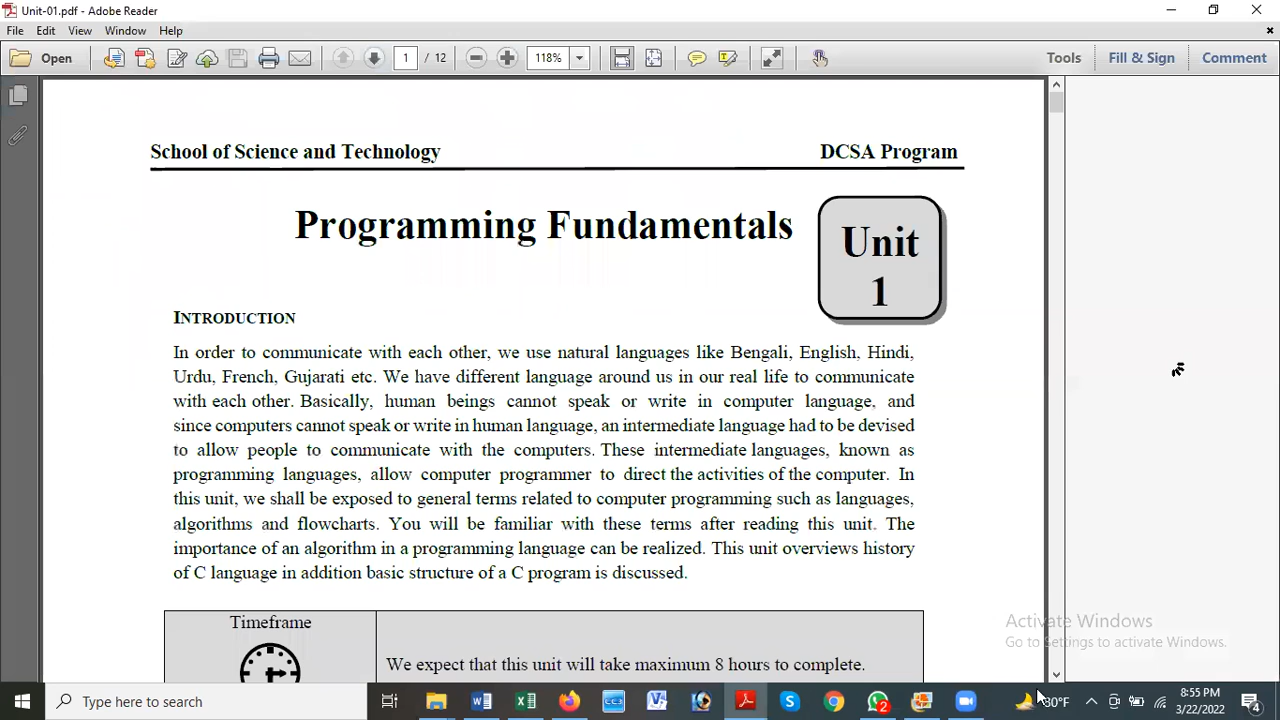 Unit-01.pdf - Adobe Reader
File Edit View Window Help
Open 1 / 12 118% Tools Fill & Sign Comment
School of Science and Technology DCSA Program
Programming Fundamentals
Unit
1
INTRODUCTION
In order to communicate with each other, we use natural languages like Bengali, English, Hindi,
Urdu, French, Gujarati etc. We have different language around us in our real life to communicate
with each other. Basically, human beings cannot speak or write in computer language, and
since computers cannot speak or write in human language, an intermediate language had to be devised
to allow people to communicate with the computers. These intermediate languages, known as
programming languages, allow computer programmer to direct the activities of the computer. In
this unit, we shall be exposed to general terms related to computer programming such as languages,
algorithms and flowcharts. You will be familiar with these terms after reading this unit. The
importance of an algorithm in a programming language can be realized. This unit overviews history
of C language in addition basic structure of a C program is discussed.
Timeframe
We expect that this unit will take maximum 8 hours to complete.
Activate Windows
Go to Settings to activate Windows.
Type here to search
2
30°F
8:55 PM
3/22/2022
4